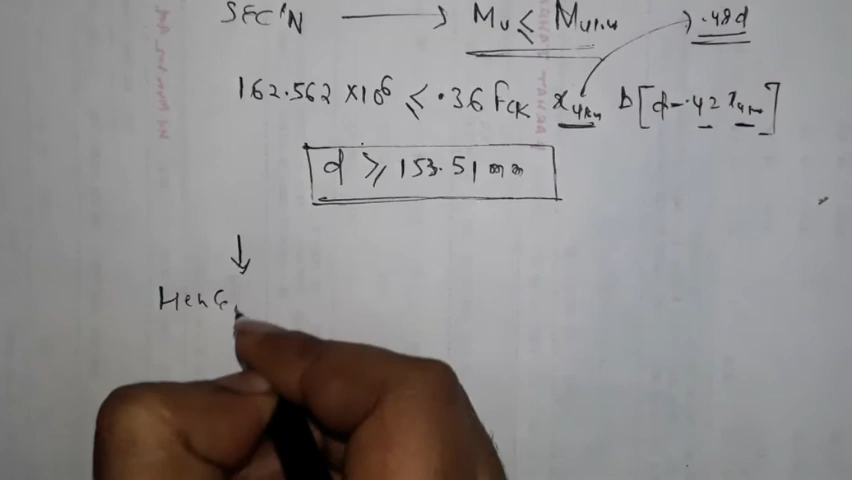 SEC'N → Mu ≤ Mulim → .48d
162.562 × 10⁶ ≤ .36 fck xulim b[d - .42 xulim]
d ≥ 153.51 mm
↓
Hence